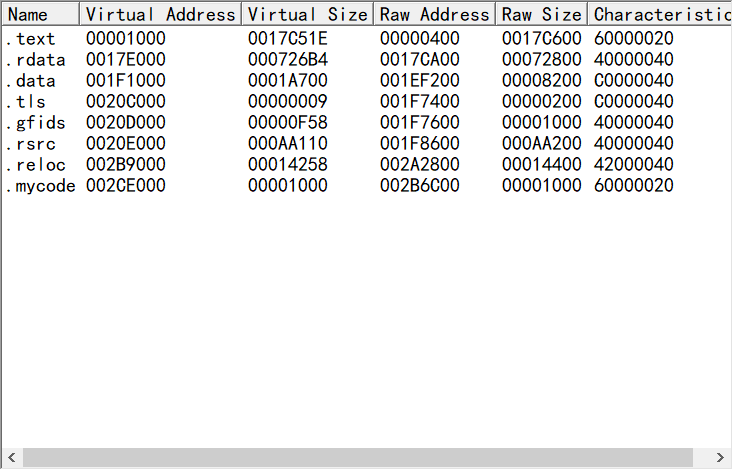 Name Virtual Address Virtual Size Raw Address Raw Size Characteristic
.text 00001000 0017C51E 00000400 0017C600 60000020
.rdata 0017E000 000726B4 0017CA00 00072800 40000040
.data 001F1000 0001A700 001EF200 00008200 C0000040
.tls 0020C000 00000009 001F7400 00000200 C0000040
.gfids 0020D000 00000F58 001F7600 00001000 40000040
.rsrc 0020E000 000AA110 001F8600 000AA200 40000040
.reloc 002B9000 00014258 002A2800 00014400 42000040
.mycode 002CE000 00001000 002B6C00 00001000 60000020